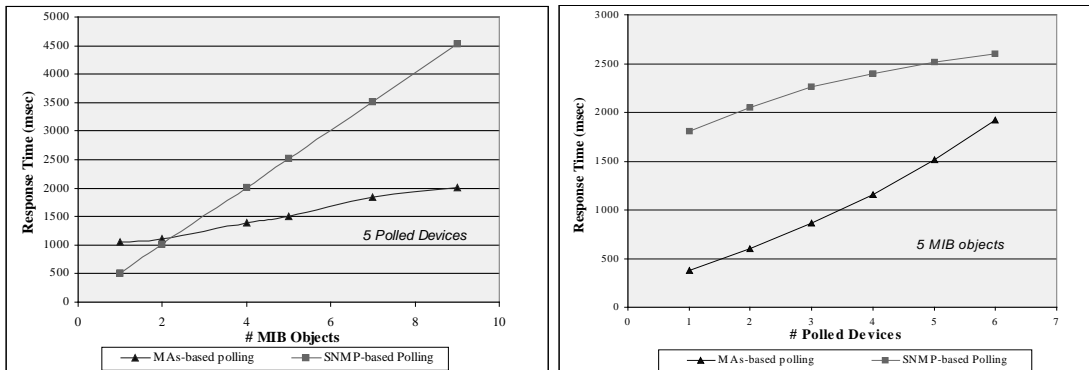 5000
4500
4000
3500
3000
2500
2000
1500
1000
500
0
Response Time (msec)
5 Polled Devices
0 2 4 6 8 10
# MIB Objects
MAs-based polling SNMP-based Polling
3000
2500
2000
1500
1000
500
0
Response Time (msec)
5 MIB objects
0 1 2 3 4 5 6 7
# Polled Devices
MAs-based polling SNMP-based Polling